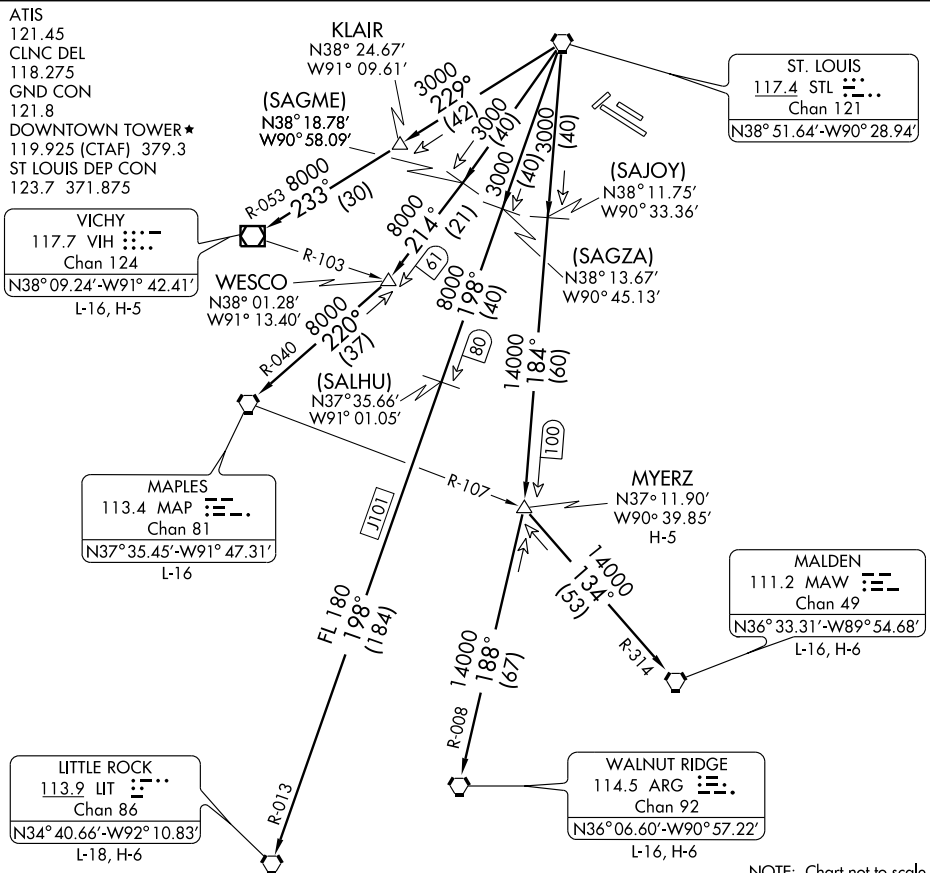 ATIS
121.45
CLNC DEL
118.275
GND CON
121.8
DOWNTOWN TOWER★
119.925 (CTAF) 379.3
ST LOUIS DEP CON
123.7 371.875
KLAIR
N38° 24.67′
W91° 09.61′
(SAGME)
N38° 18.78′
W90° 58.09′
ST. LOUIS
117.4 STL
Chan 121
N38° 51.64′-W90° 28.94′
3000
229°
(42)
3000
(40)
3000
(40)
3000
(40)
(SAJOY)
N38° 11.75′
W90° 33.36′
(SAGZA)
N38° 13.67′
W90° 45.13′
R-053
8000
233°
(30)
VICHY
117.7 VIH
Chan 124
N38° 09.24′-W91° 42.41′
L-16, H-5
R-103
8000
214°
(21)
61
WESCO
N38° 01.28′
W91° 13.40′
8000
198°
(40)
80
8000
220°
(37)
R-040
(SALHU)
N37° 35.66′
W91° 01.05′
14000
184°
(60)
100
MAPLES
113.4 MAP
Chan 81
N37° 35.45′-W91° 47.31′
L-16
R-107
J101
MYERZ
N37° 11.90′
W90° 39.85′
H-5
14000
134°
(53)
R-314
MALDEN
111.2 MAW
Chan 49
N36° 33.31′-W89° 54.68′
L-16, H-6
FL 180
198°
(184)
R-013
14000
188°
(67)
R-008
LITTLE ROCK
113.9 LIT
Chan 86
N34° 40.66′-W92° 10.83′
L-18, H-6
WALNUT RIDGE
114.5 ARG
Chan 92
N36° 06.60′-W90° 57.22′
L-16, H-6
NOTE: Chart not to scale